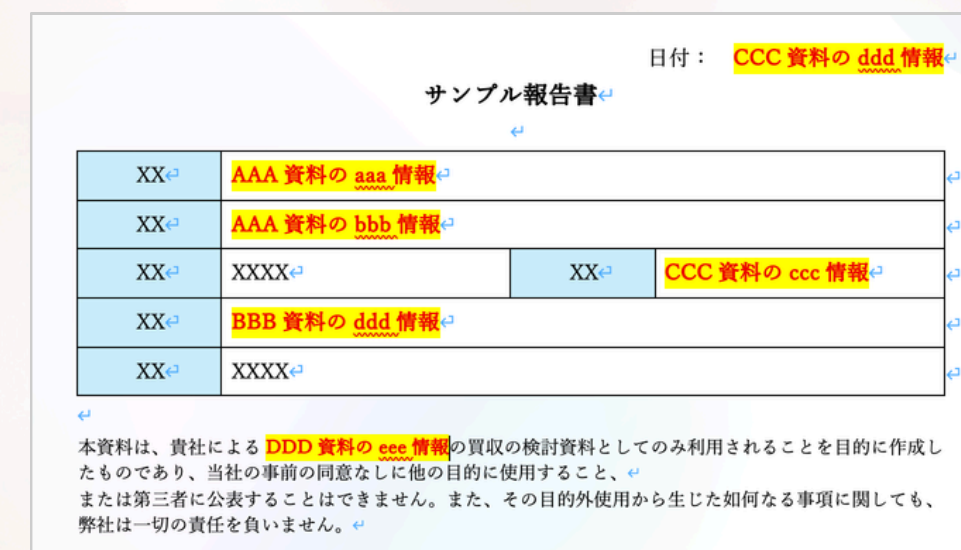 日付： CCC 資料の ddd 情報
サンプル報告書
XX AAA 資料の aaa 情報
XX AAA 資料の bbb 情報
XX XXXX XX CCC 資料の ccc 情報
XX BBB 資料の ddd 情報
XX XXXX
本資料は、貴社による DDD 資料の eee 情報の買収の検討資料としてのみ利用されることを目的に作成し
たものであり、当社の事前の同意なしに他の目的に使用すること、
または第三者に公表することはできません。また、その目的外使用から生じた如何なる事項に関しても、
弊社は一切の責任を負いません。